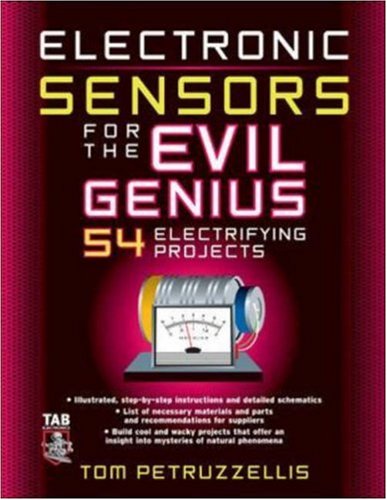 ELECTRONIC
SENSORS
FOR THE
EVIL
GENIUS
54 ELECTRIFYING
PROJECTS
• Illustrated, step-by-step instructions and detailed schematics
• List of necessary materials and parts
and recommendations for suppliers
• Build cool and wacky projects that offer an
insight into mysteries of natural phenomena
TAB
ELECTRONICS
TOM PETRUZZELLIS